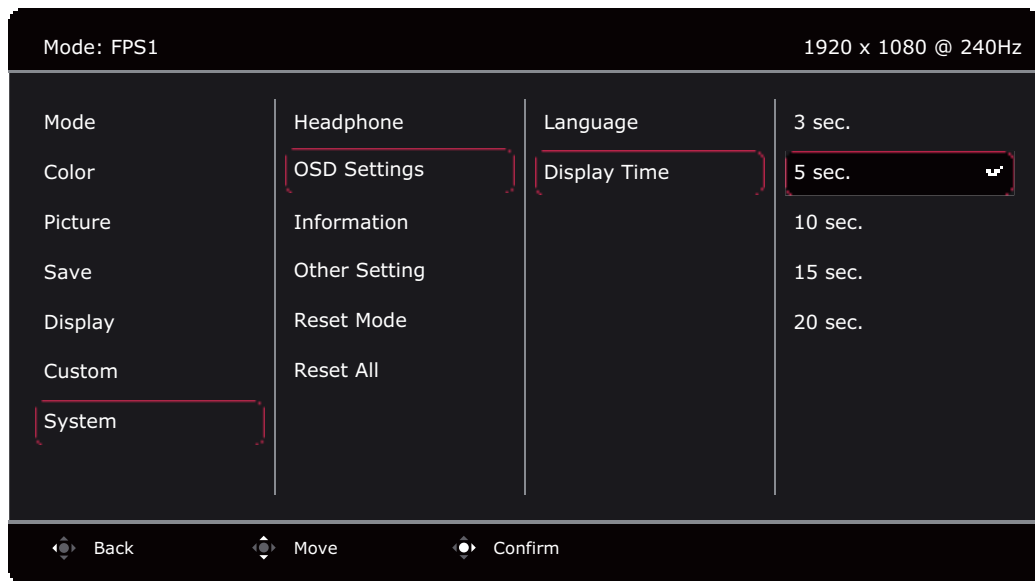 Mode: FPS1
1920 x 1080 @ 240Hz
Mode
Color
Picture
Save
Display
Custom
System
Headphone
OSD Settings
Information
Other Setting
Reset Mode
Reset All
Language
Display Time
3 sec.
5 sec.
10 sec.
15 sec.
20 sec.
Back
Move
Confirm